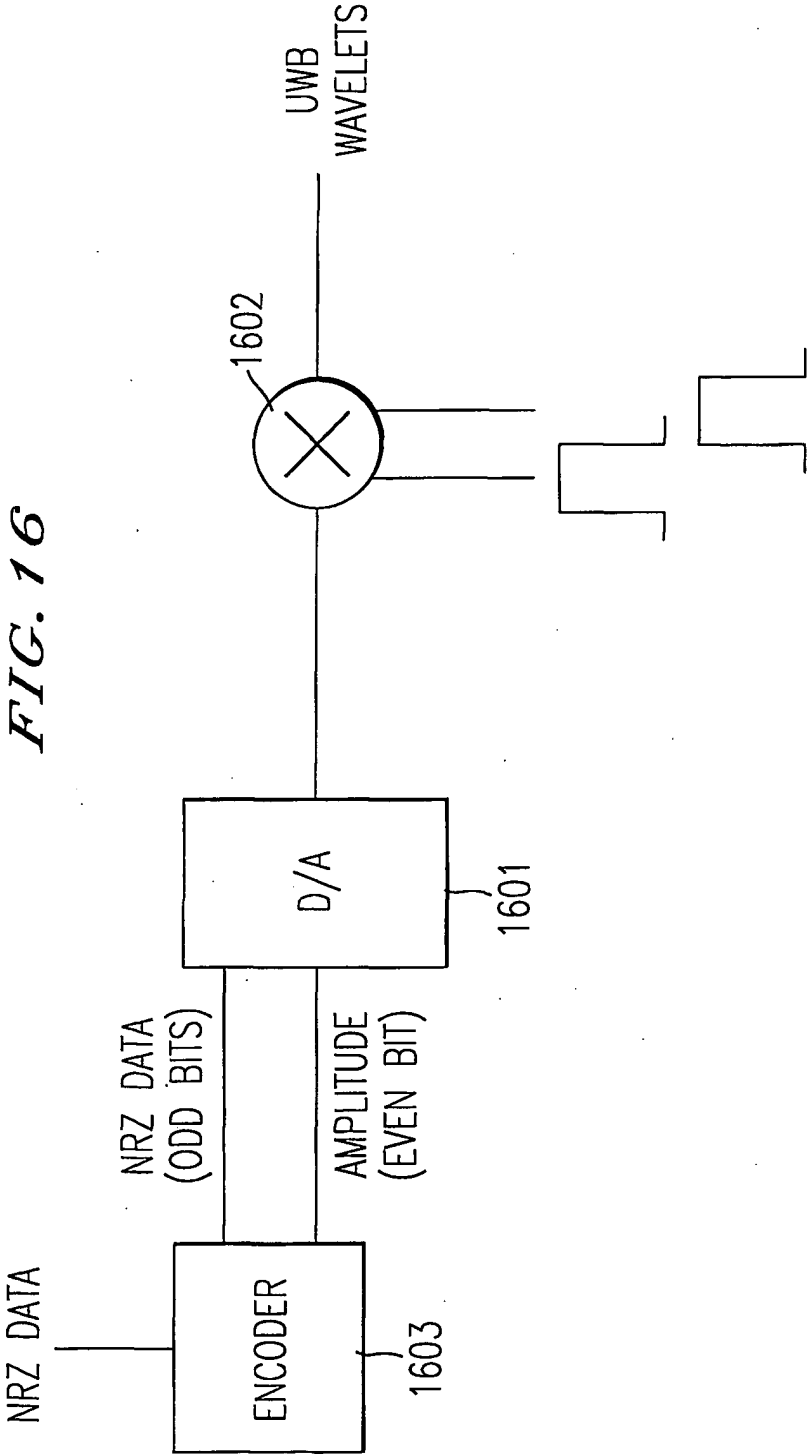 FIG. 16
NRZ DATA
ENCODER
1603
NRZ DATA
(ODD BITS)
AMPLITUDE
(EVEN BIT)
D/A
1601
1602
UWB
WAVELETS